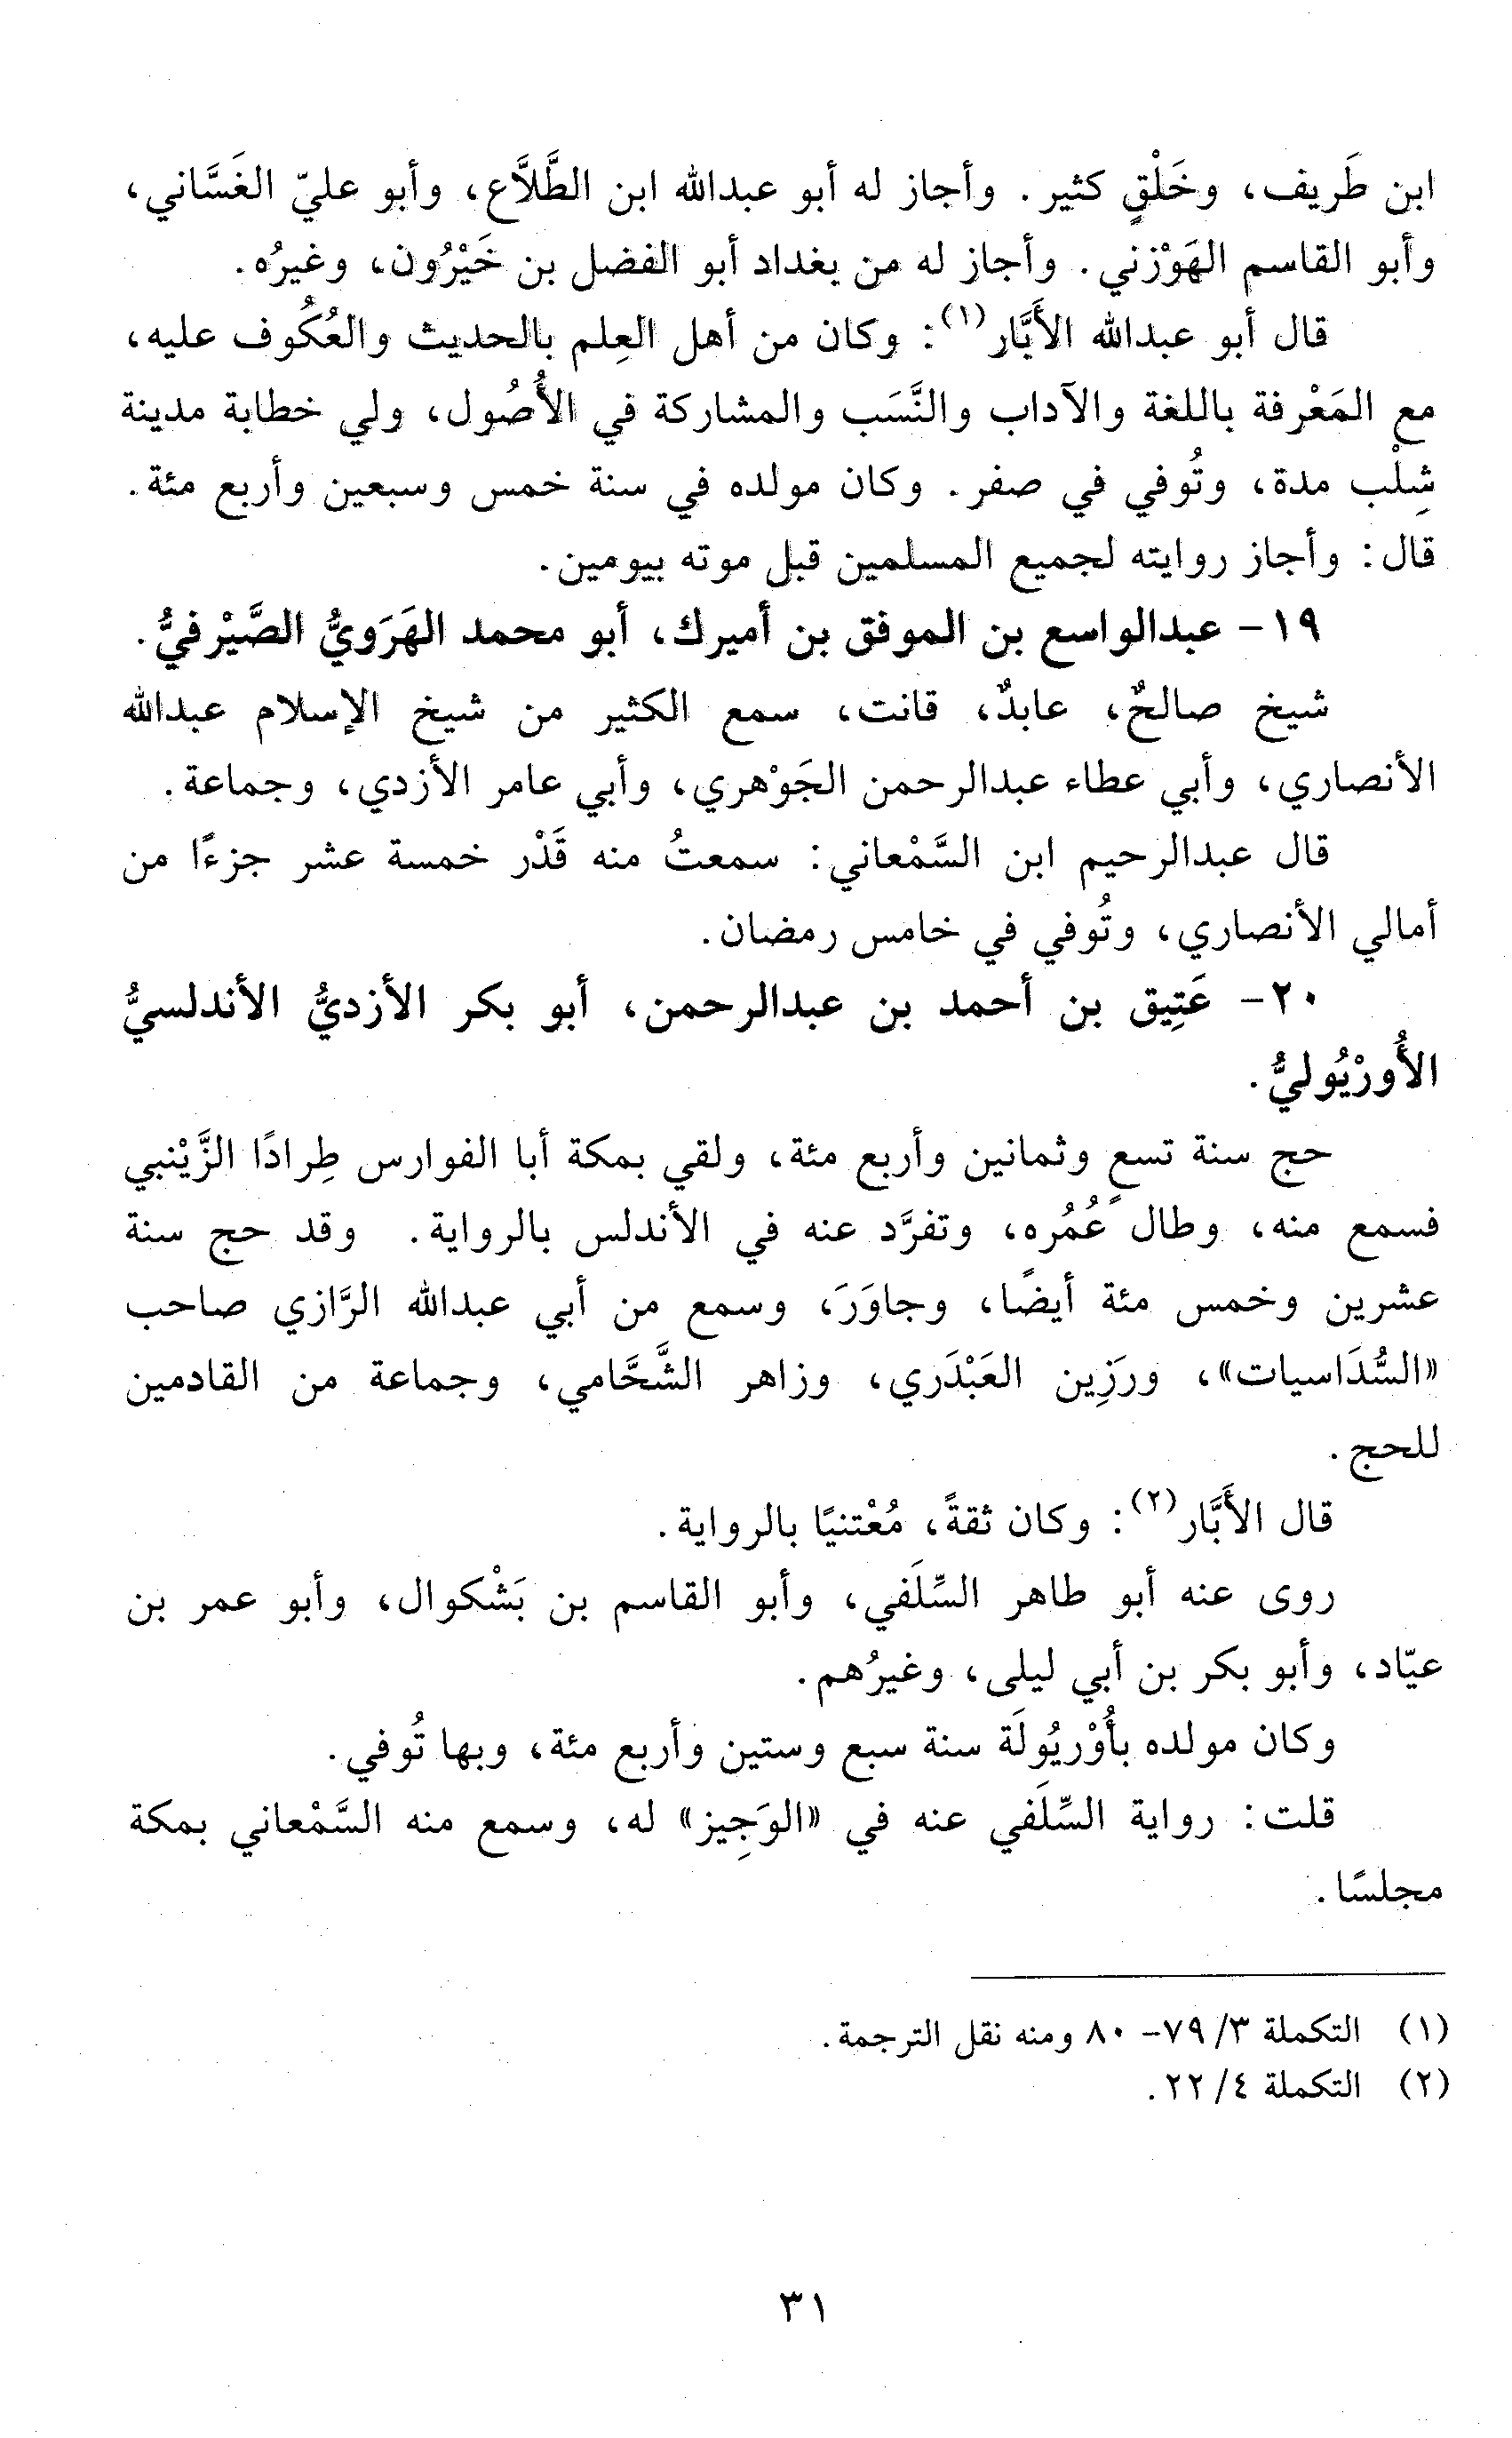 ابن طَريف، وخَلْقٍ كثير. وأجاز له أبو عبدالله ابن الطَّلاَّع، وأبو عليّ الغَسَّاني،
وأبو القاسم الهَوْزني. وأجاز له من بغداد أبو الفضل بن خَيْرُون، وغيرُه.
قال أبو عبدالله الأَبَّار(١): وكان من أهل العِلم بالحديث والعُكُوف عليه،
مع المَعْرفة باللغة والآداب والنَّسَب والمشاركة في الأُصُول، ولي خطابة مدينة
شِلْب مدة، وتُوفي في صفر. وكان مولده في سنة خمس وسبعين وأربع مئة.
قال: وأجاز روايته لجميع المسلمين قبل موته بيومين.
١٩- عبدالواسع بن الموفق بن أميرك، أبو محمد الهَرَويُّ الصَّيْرفيُّ.
شيخ صالحٌ، عابدٌ، قانت، سمع الكثير من شيخ الإسلام عبدالله
الأنصاري، وأبي عطاء عبدالرحمن الجَوْهري، وأبي عامر الأزدي، وجماعة.
قال عبدالرحيم ابن السَّمْعاني: سمعتُ منه قَدْر خمسة عشر جزءًا من
أمالي الأنصاري، وتُوفي في خامس رمضان.
٢٠- عَتِيق بن أحمد بن عبدالرحمن، أبو بكر الأزديُّ الأندلسيُّ
الأُورْيُوليُّ.
حج سنة تسعٍ وثمانين وأربع مئة، ولقي بمكة أبا الفوارس طِرادًا الزَّيْنبي
فسمع منه، وطال عُمُره، وتفرَّد عنه في الأندلس بالرواية. وقد حج سنة
عشرين وخمس مئة أيضًا، وجاوَرَ، وسمع من أبي عبدالله الرَّازي صاحب
«السُّدَاسيات»، ورَزِين العَبْدَري، وزاهر الشَّحَّامي، وجماعة من القادمين
للحج.
قال الأَبَّار(٢): وكان ثقةً، مُعْتنيًا بالرواية.
روى عنه أبو طاهر السِّلَفي، وأبو القاسم بن بَشْكوال، وأبو عمر بن
عيّاد، وأبو بكر بن أبي ليلى، وغيرُهم.
وكان مولده بأُوْرْيُولَة سنة سبع وستين وأربع مئة، وبها تُوفي.
قلت: رواية السِّلَفي عنه في «الوَجِيز» له، وسمع منه السَّمْعاني بمكة
مجلسًا.
(١) التكملة ٣/ ٧٩- ٨٠ ومنه نقل الترجمة.
(٢) التكملة ٤/ ٢٢.
٣١